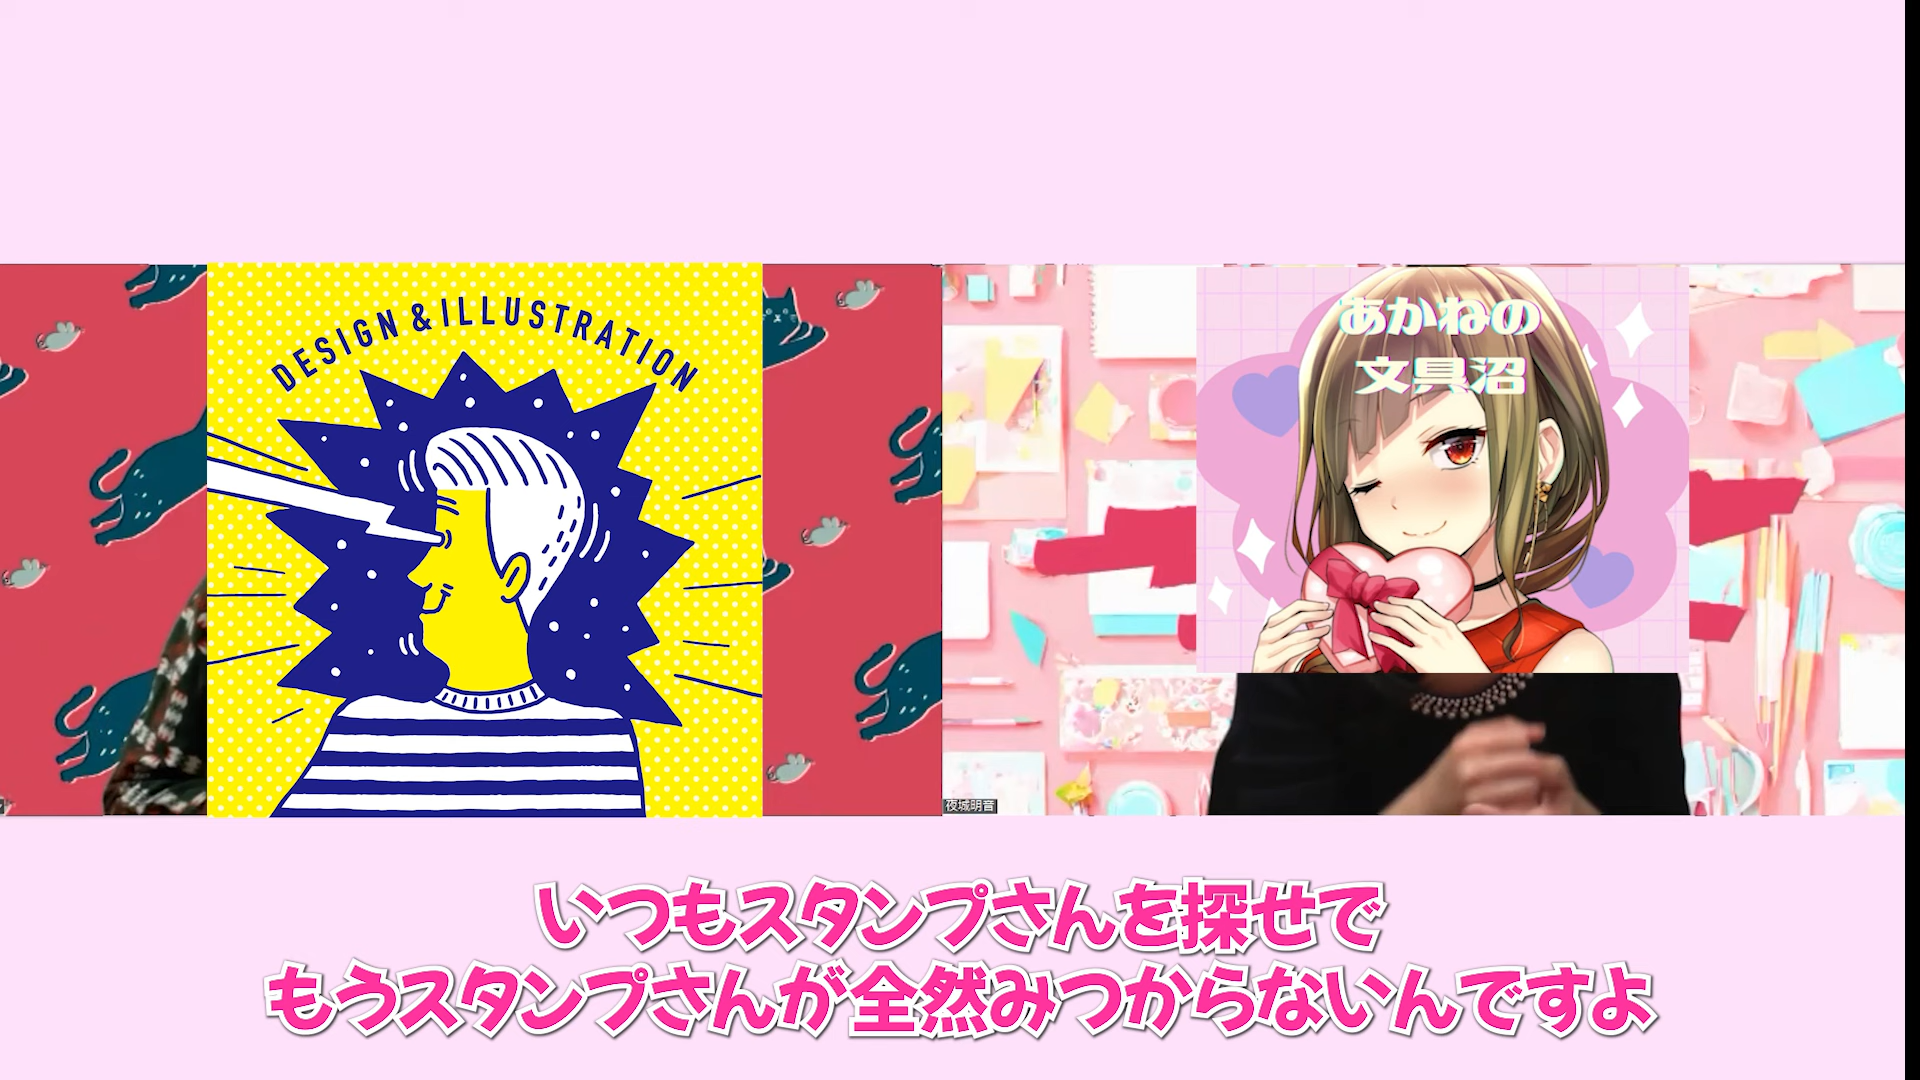 DESIGN & ILLUSTRATION
あかねの
文具沼
夜城明音
いつもスタンプさんを探せで
もうスタンプさんが全然みつからないんですよ